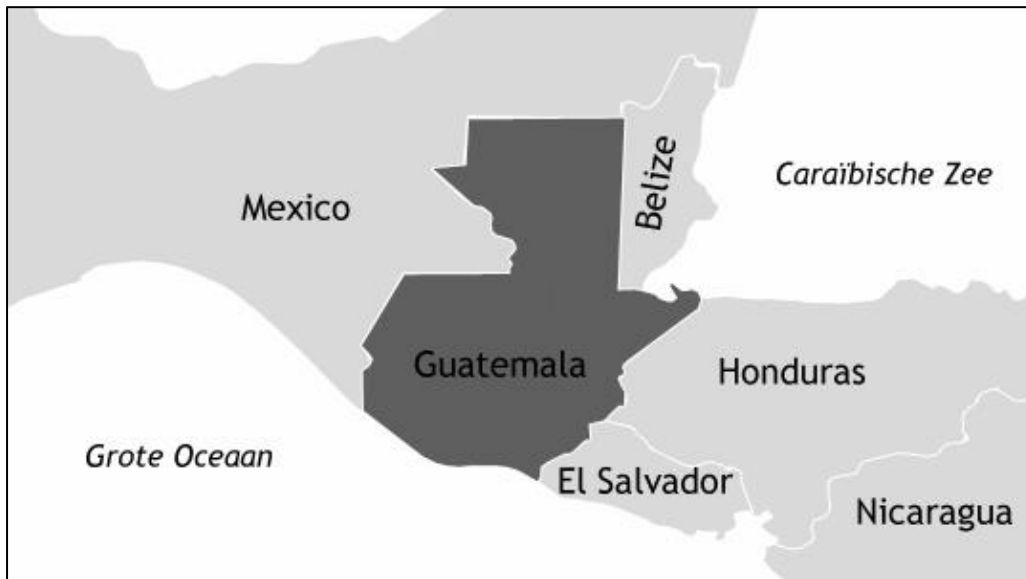 Belize
Caraïbische Zee
Mexico
Guatemala
Honduras
Grote Oceaan
El Salvador
Nicaragua